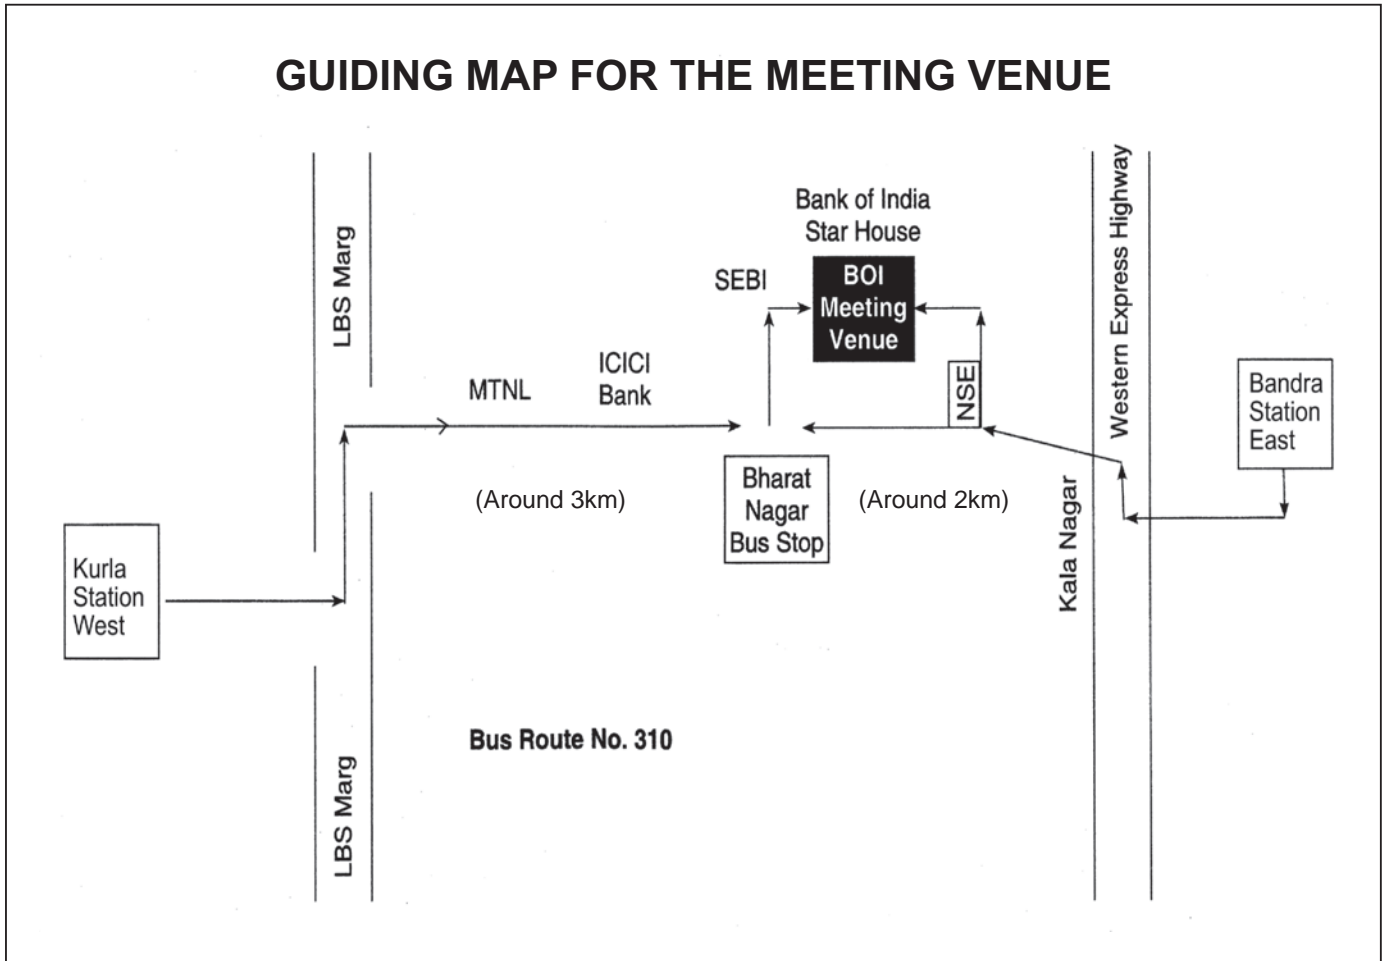 GUIDING MAP FOR THE MEETING VENUE
LBS Marg
Western Express Highway
Bank of India
Star House
SEBI
BOI
Meeting
Venue
MTNL
ICICI
Bank
NSE
Bandra
Station
East
(Around 3km)
Bharat
Nagar
Bus Stop
(Around 2km)
Kala Nagar
Kurla
Station
West
Bus Route No. 310
LBS Marg